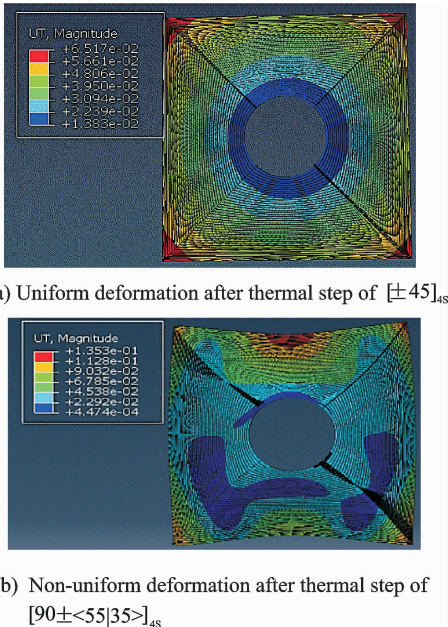 UT, Magnitude
+6.517e-02
+5.661e-02
+4.806e-02
+3.950e-02
+3.094e-02
+2.239e-02
+1.383e-02
a) Uniform deformation after thermal step of [±45]4S
UT, Magnitude
+1.353e-01
+1.128e-01
+9.032e-02
+6.785e-02
+4.538e-02
+2.292e-02
+4.474e-04
b) Non-uniform deformation after thermal step of
[90±<55|35>]4S